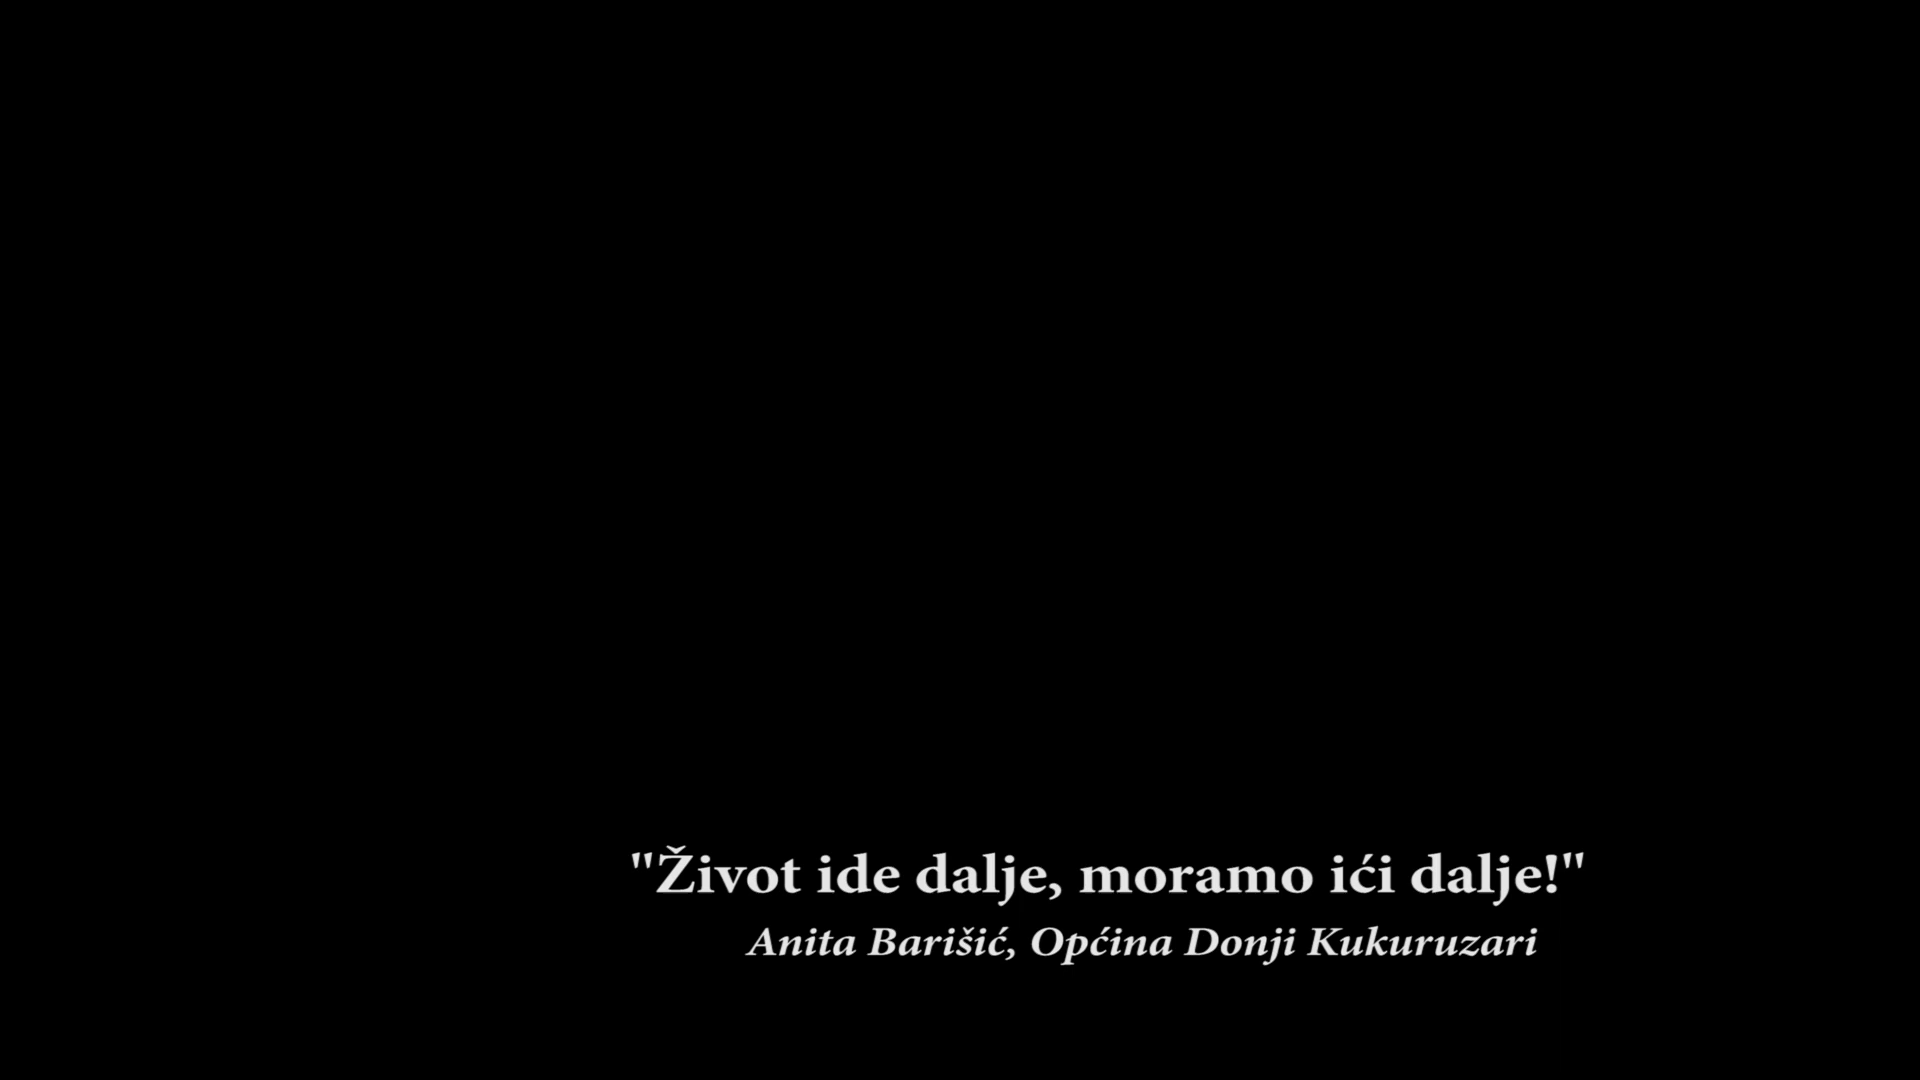 "Život ide dalje, moramo ići dalje!"
Anita Barišić, Općina Donji Kukuruzari